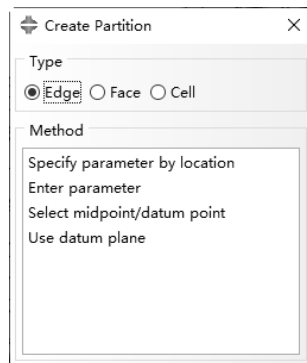 Create Partition
Type
Edge Face Cell
Method
Specify parameter by location
Enter parameter
Select midpoint/datum point
Use datum plane